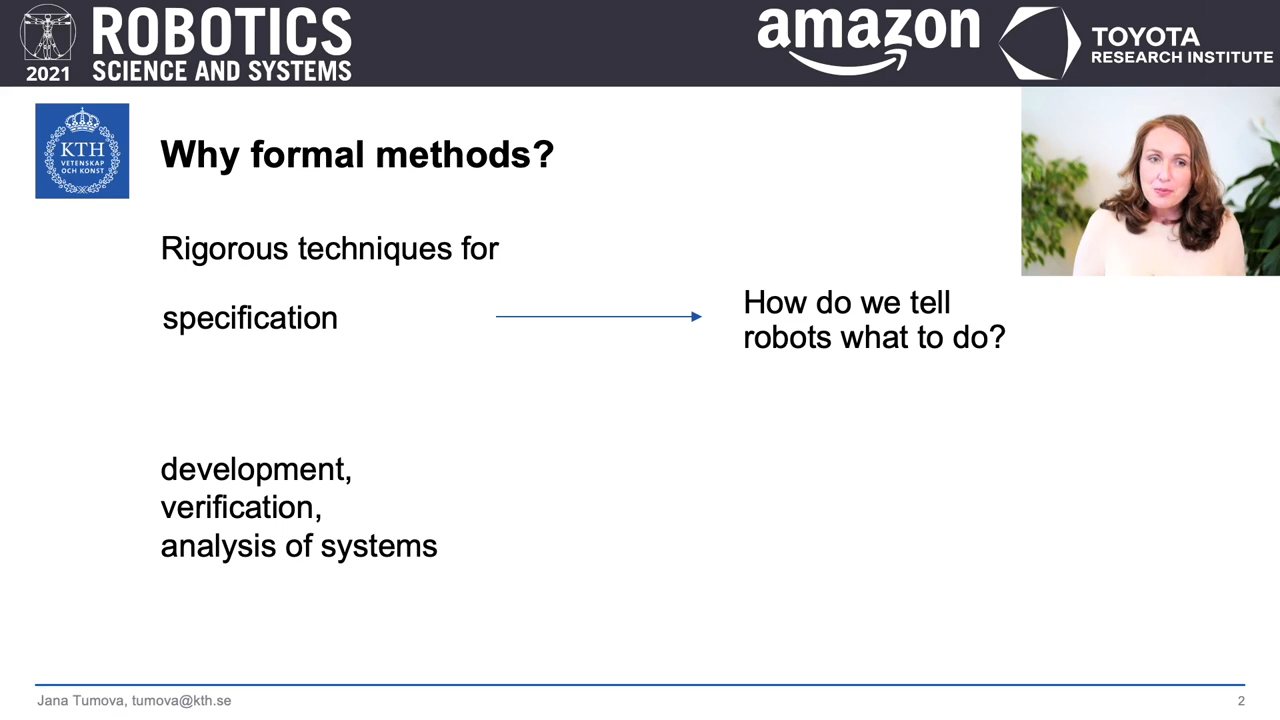 2021
ROBOTICS
SCIENCE AND SYSTEMS
amazon
TOYOTA
RESEARCH INSTITUTE
KTH
VETENSKAP
OCH KONST
Why formal methods?
Rigorous techniques for
specification
How do we tell
robots what to do?
development,
verification,
analysis of systems
Jana Tumova, tumova@kth.se
2